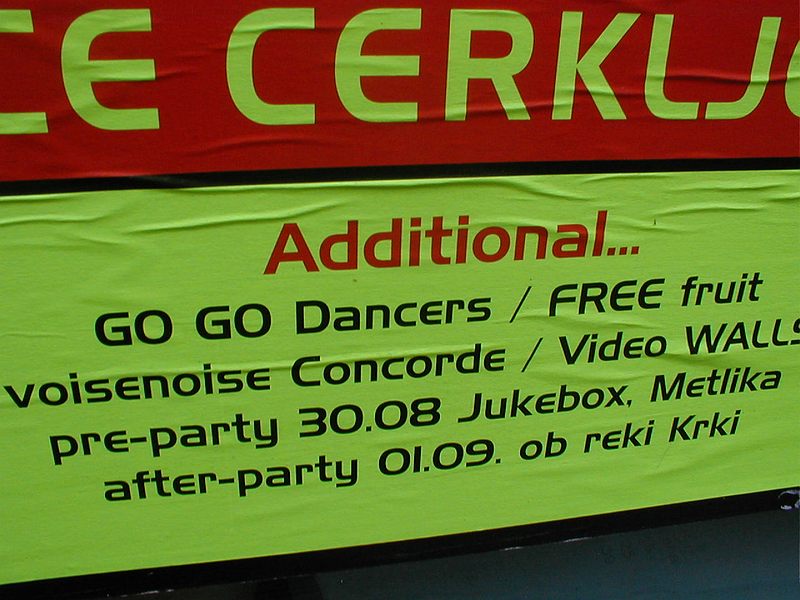 CE CERKLJE
Additional...
GO GO Dancers / FREE fruit
voisenoise Concorde / Video WALLS
pre-party 30.08 Jukebox, Metlika
after-party 01.09. ob reki Krki